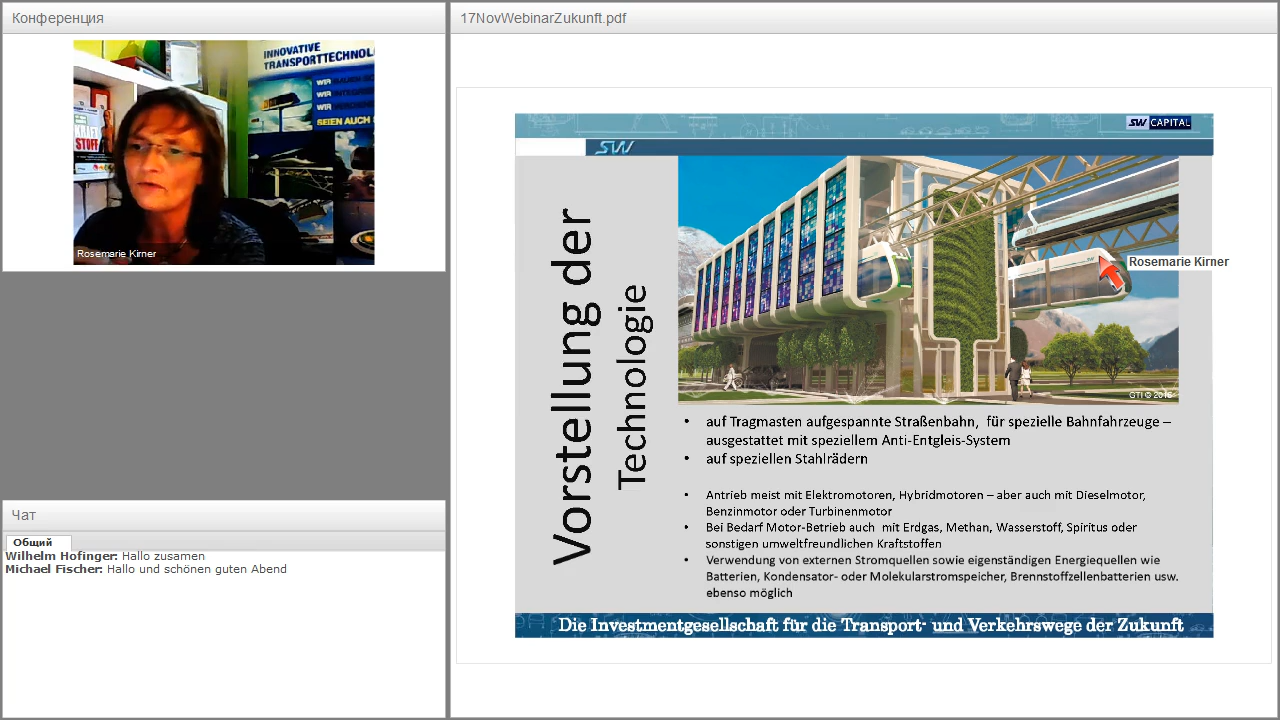 Конференция
INNOVATIVE
TRANSPORTTECHNOL
WIR
WIR
WIR
SEIEN AUCH S
KRAFT
STOFF
Rosemarie Kirner
Чат
Общий
Wilhelm Hofinger: Hallo zusamen
Michael Fischer: Hallo und schönen guten Abend
17NovWebinarZukunft.pdf
SW CAPITAL
SW
Vorstellung der
Technologie
Rosemarie Kirner
GTI © 2016
• auf Tragmasten aufgespannte Straßenbahn, für spezielle Bahnfahrzeuge –
ausgestattet mit speziellem Anti-Entgleis-System
• auf speziellen Stahlrädern
• Antrieb meist mit Elektromotoren, Hybridmotoren – aber auch mit Dieselmotor,
Benzinmotor oder Turbinenmotor
• Bei Bedarf Motor-Betrieb auch mit Erdgas, Methan, Wasserstoff, Spiritus oder
sonstigen umweltfreundlichen Kraftstoffen
• Verwendung von externen Stromquellen sowie eigenständigen Energiequellen wie
Batterien, Kondensator- oder Molekularstromspeicher, Brennstoffzellenbatterien usw.
ebenso möglich
Die Investmentgesellschaft für die Transport- und Verkehrswege der Zukunft